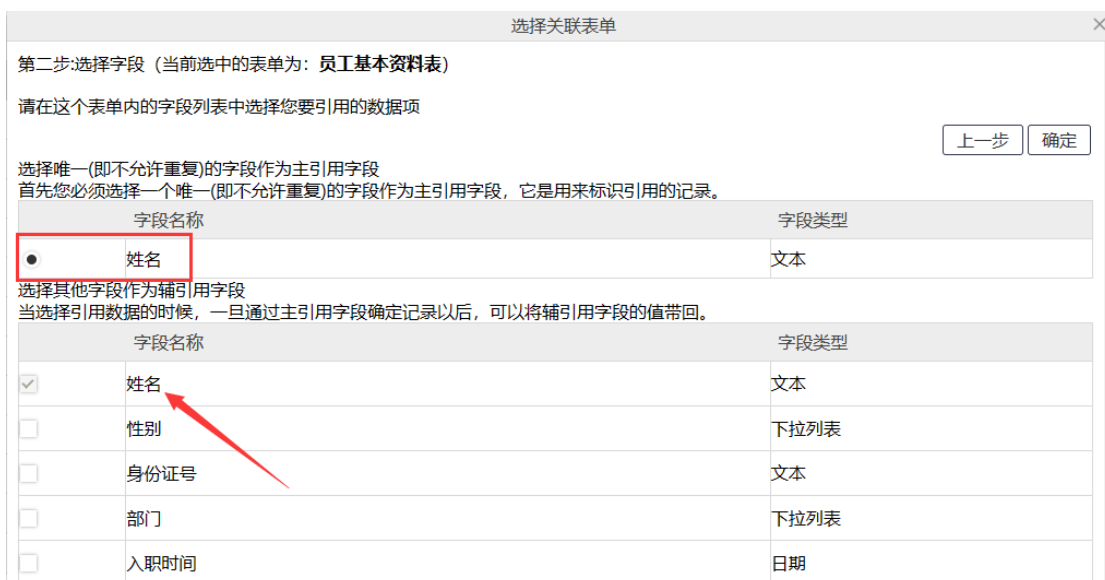 选择关联表单
第二步:选择字段（当前选中的表单为：员工基本资料表）
请在这个表单内的字段列表中选择您要引用的数据项
上一步 确定
选择唯一(即不允许重复)的字段作为主引用字段
首先您必须选择一个唯一(即不允许重复)的字段作为主引用字段，它是用来标识引用的记录。
字段名称 字段类型
姓名 文本
选择其他字段作为辅引用字段
当选择引用数据的时候，一旦通过主引用字段确定记录以后，可以将辅引用字段的值带回。
字段名称 字段类型
姓名 文本
性别 下拉列表
身份证号 文本
部门 下拉列表
入职时间 日期